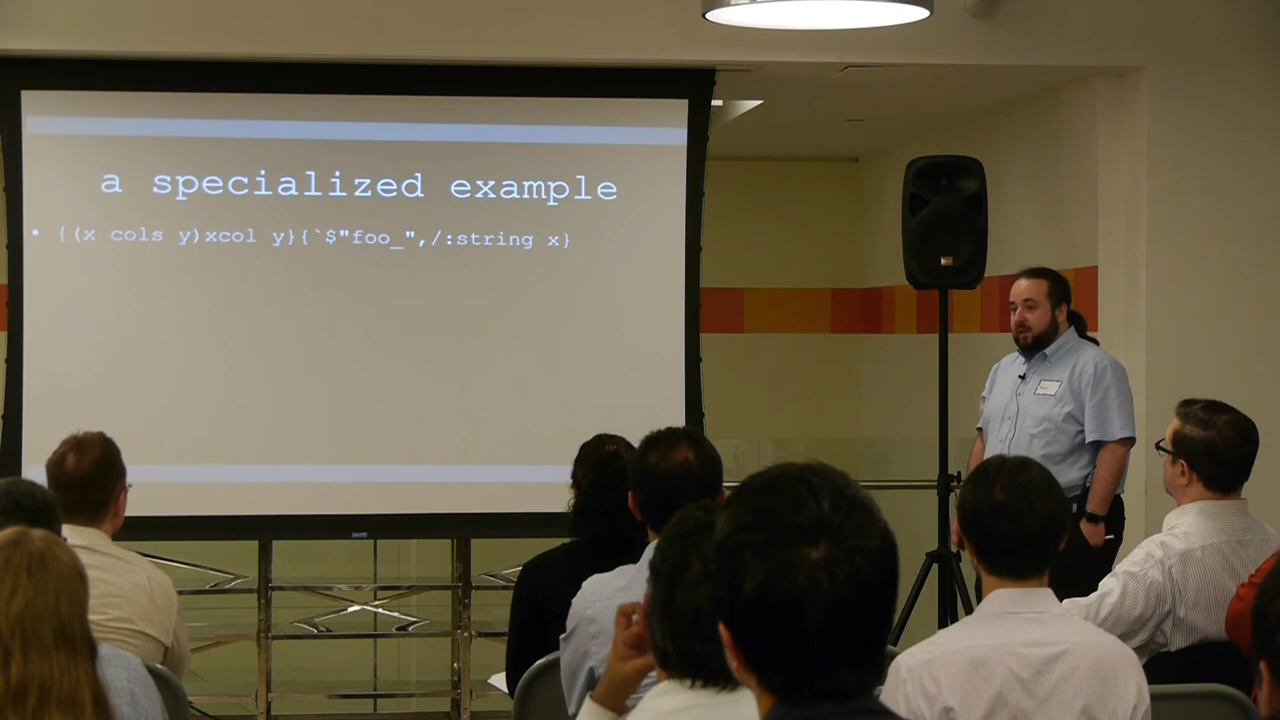 a specialized example
• {(x cols y)xcol y}{`$"foo_",/:string x}